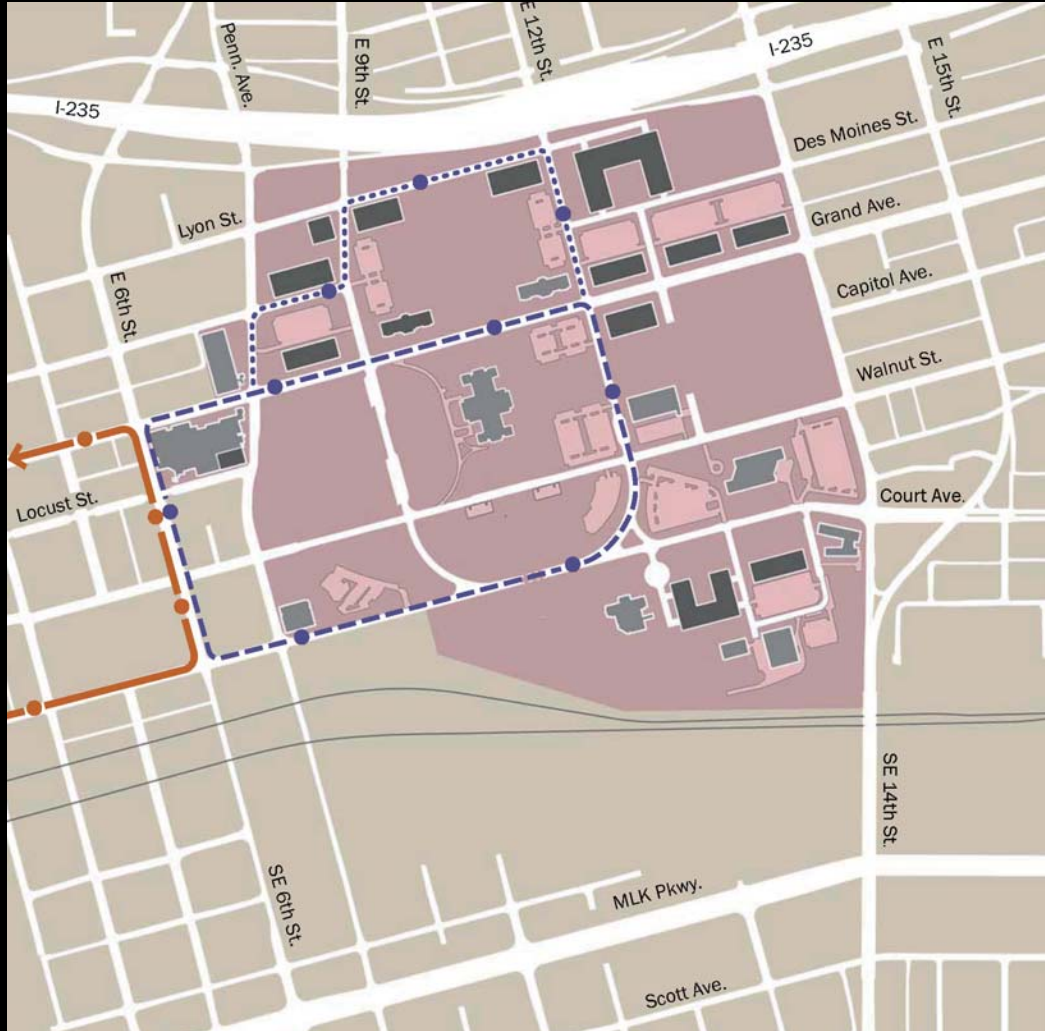 Penn. Ave.
E 9th St.
E 12th St.
I-235
E 15th St.
I-235
Des Moines St.
Lyon St.
Grand Ave.
E 6th St.
Capitol Ave.
Walnut St.
Locust St.
Court Ave.
SE 14th St.
SE 6th St.
MLK Pkwy.
Scott Ave.